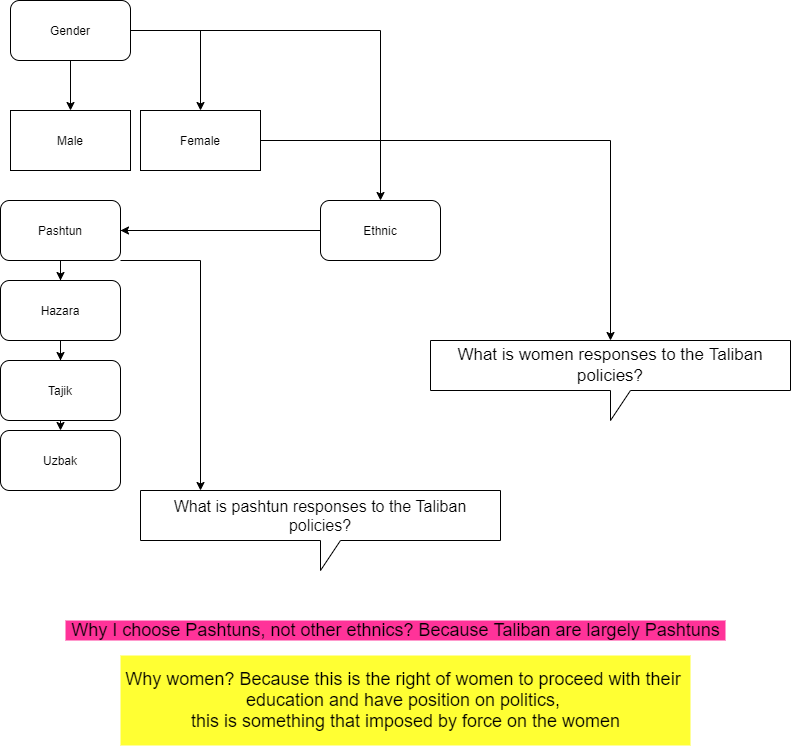 Gender
Male
Female
Pashtun
Ethnic
Hazara
What is women responses to the Taliban
policies?
Tajik
Uzbak
What is pashtun responses to the Taliban
policies?
Why I choose Pashtuns, not other ethnics? Because Taliban are largely Pashtuns
Why women? Because this is the right of women to proceed with their
education and have position on politics,
this is something that imposed by force on the women